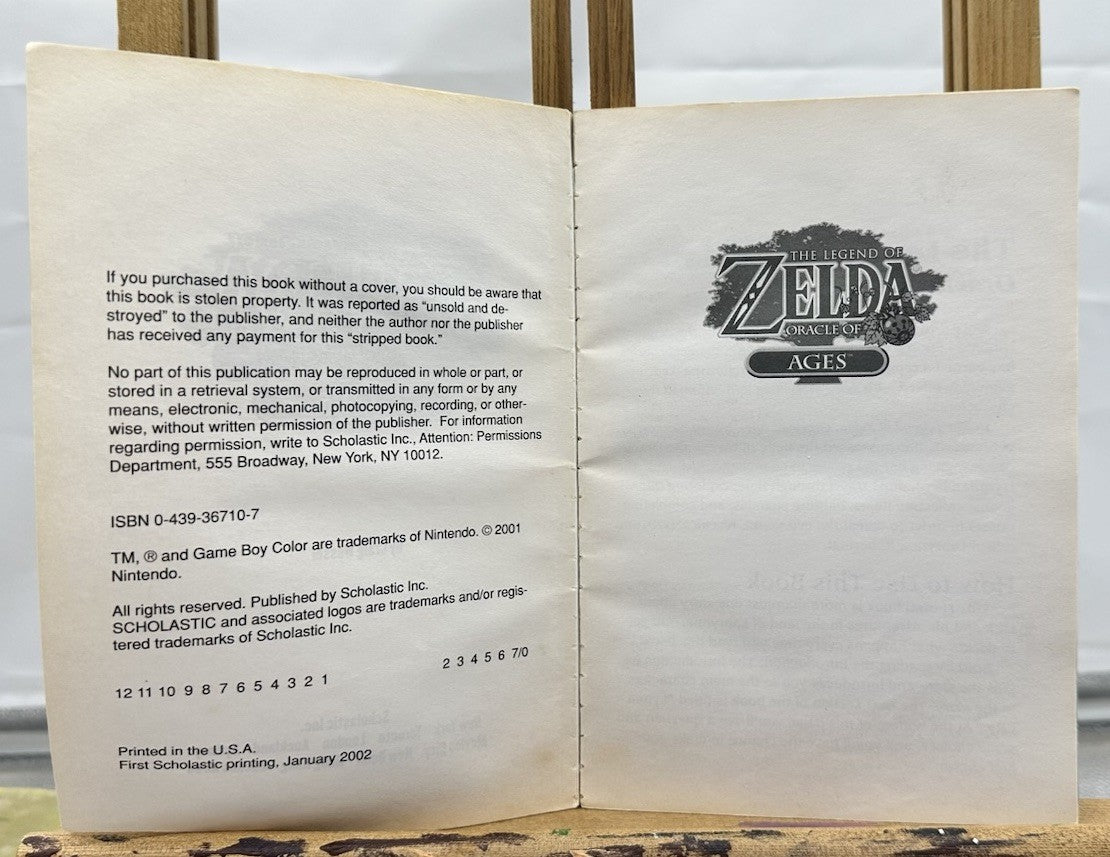 If you purchased this book without a cover, you should be aware that
this book is stolen property. It was reported as “unsold and de-
stroyed” to the publisher, and neither the author nor the publisher
has received any payment for this “stripped book.”
No part of this publication may be reproduced in whole or part, or
stored in a retrieval system, or transmitted in any form or by any
means, electronic, mechanical, photocopying, recording, or other-
wise, without written permission of the publisher. For information
regarding permission, write to Scholastic Inc., Attention: Permissions
Department, 555 Broadway, New York, NY 10012.
ISBN 0-439-36710-7
TM, ® and Game Boy Color are trademarks of Nintendo. © 2001
Nintendo.
All rights reserved. Published by Scholastic Inc.
SCHOLASTIC and associated logos are trademarks and/or regis-
tered trademarks of Scholastic Inc.
12 11 10 9 8 7 6 5 4 3 2 1 2 3 4 5 6 7/0
Printed in the U.S.A.
First Scholastic printing, January 2002
THE LEGEND OF
ZELDA
ORACLE OF
AGES™